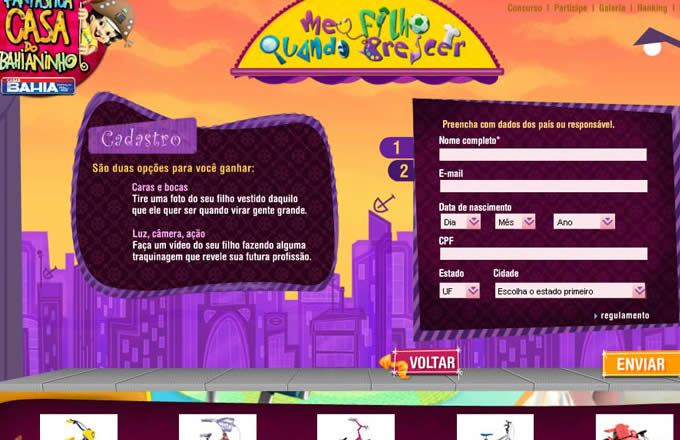 FANTÁSTICA
CASA
DO
BAHIANINHO
CASAS
BAHIA
Concurso | Participe | Galeria | Ranking |
Meu Filho
Quando Crescer
Cadastro
São duas opções para você ganhar:
Caras e bocas
Tire uma foto do seu filho vestido daquilo
que ele quer ser quando virar gente grande.
Luz, câmera, ação
Faça um vídeo do seu filho fazendo alguma
traquinagem que revele sua futura profissão.
1
2
Preencha com dados dos país ou responsável.
Nome completo*
E-mail
Data de nascimento
Dia Mês Ano
CPF
Estado Cidade
UF Escolha o estado primeiro
regulamento
VOLTAR
ENVIAR